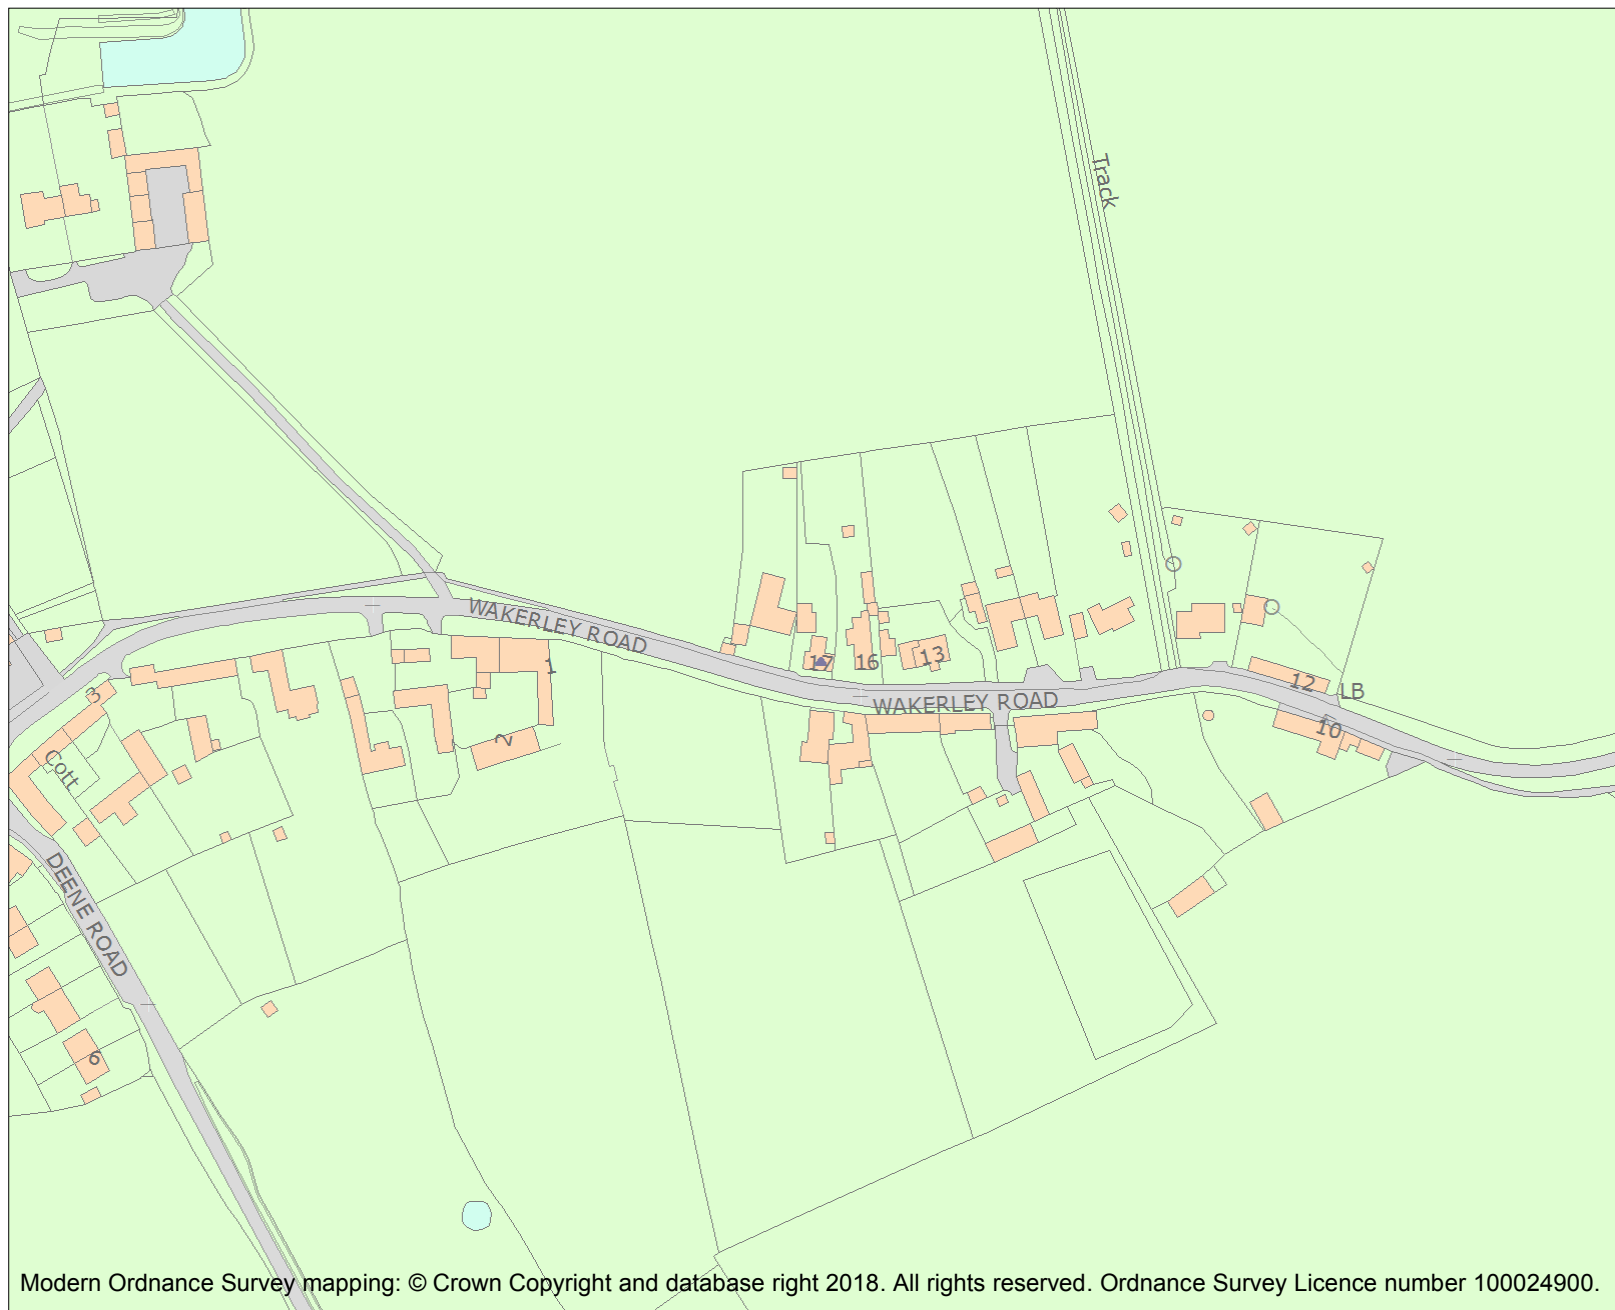 Track
WAKERLEY ROAD
17
16
13
WAKERLEY ROAD
12
LB
10
1
2
3
Cott
DEENE ROAD
6
Modern Ordnance Survey mapping: © Crown Copyright and database right 2018. All rights reserved. Ordnance Survey Licence number 100024900.